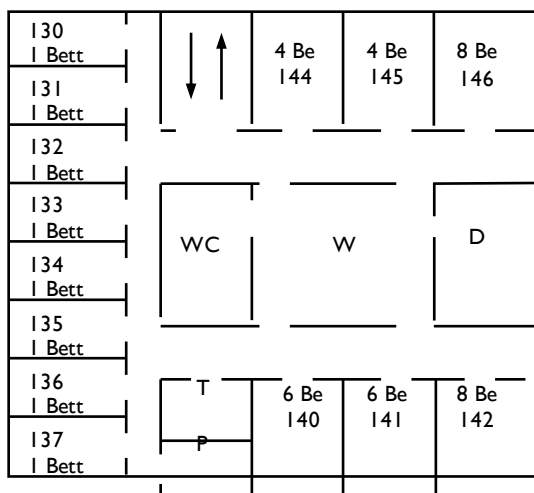 130
1 Bett
131
1 Bett
132
1 Bett
133
1 Bett
134
1 Bett
135
1 Bett
136
1 Bett
137
1 Bett
4 Be
144
4 Be
145
8 Be
146
WC
W
D
T
P
6 Be
140
6 Be
141
8 Be
142